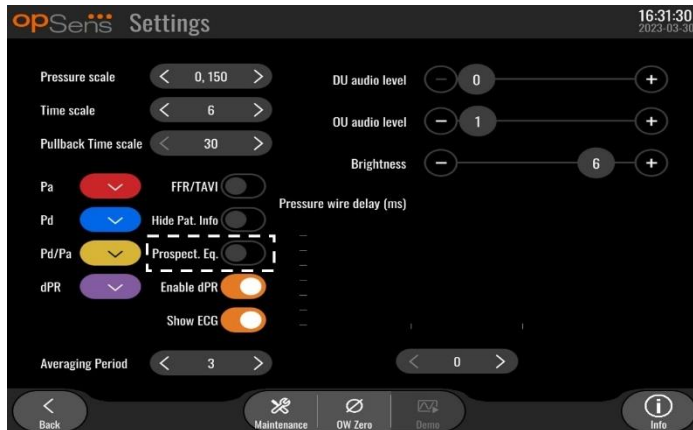 opSens Settings
16:31:30
2023-03-30
Pressure scale < 0, 150 >
DU audio level − 0 +
Time scale < 6 >
OU audio level − 1 +
Pullback Time scale < 30 >
Brightness − 6 +
Pa FFR/TAVI
Pressure wire delay (ms)
Pd Hide Pat. Info
Pd/Pa Prospect. Eq.
dPR Enable dPR
Show ECG
Averaging Period < 3 >
< 0 >
Back Maintenance OW Zero Demo Info